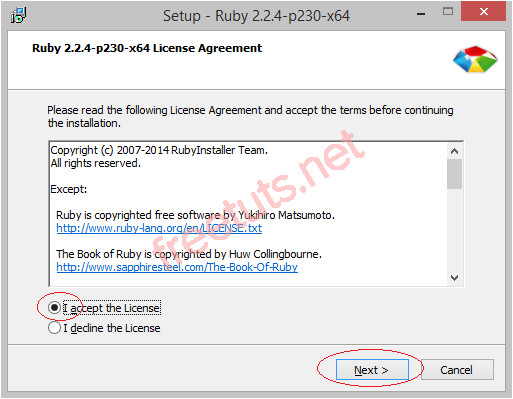 Setup - Ruby 2.2.4-p230-x64
Ruby 2.2.4-p230-x64 License Agreement
Please read the following License Agreement and accept the terms before continuing
the installation.
Copyright (c) 2007-2014 RubyInstaller Team.
All rights reserved.
Except:
Ruby is copyrighted free software by Yukihiro Matsumoto.
http://www.ruby-lang.org/en/LICENSE.txt
The Book of Ruby is copyrighted by Huw Collingbourne.
http://www.sapphiresteel.com/The-Book-Of-Ruby
freetuts.net
I accept the License
I decline the License
Next >
Cancel